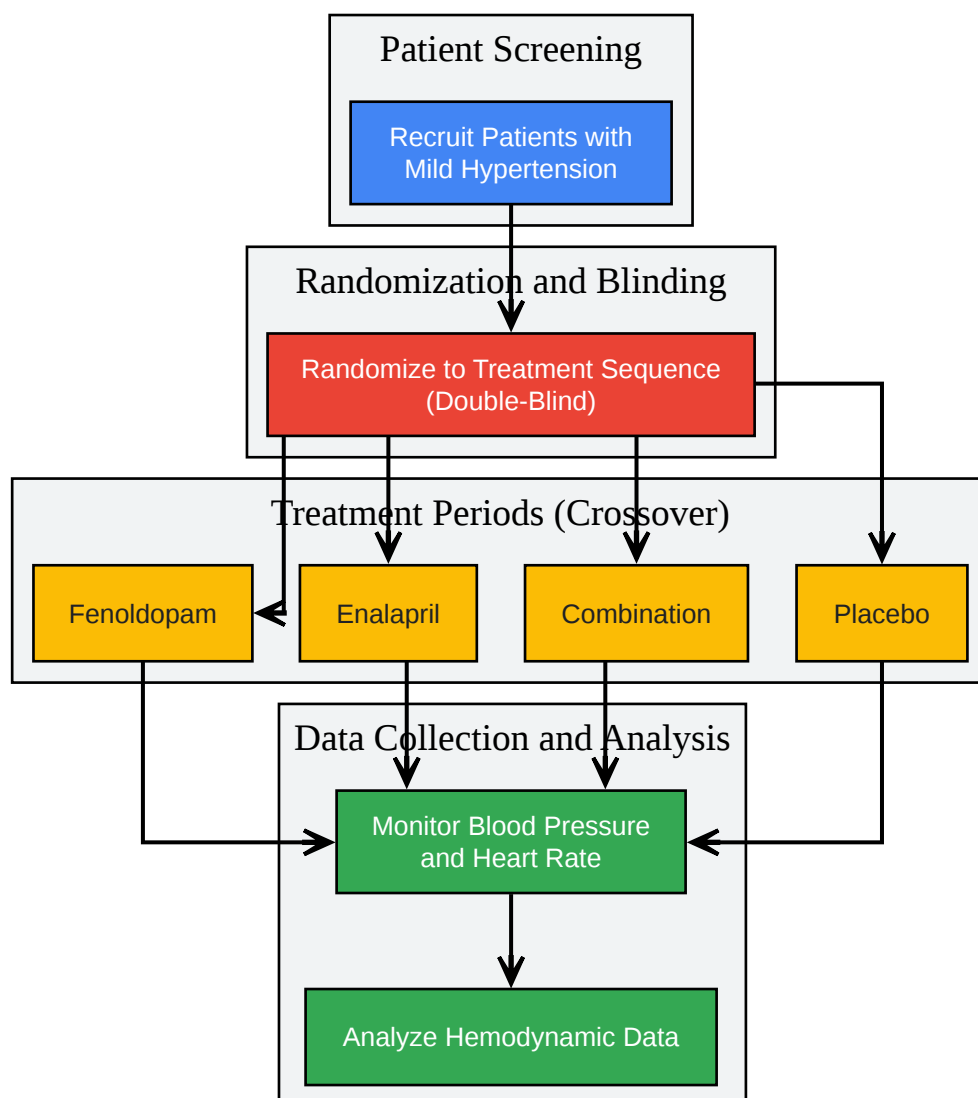 Patient Screening
Recruit Patients with
Mild Hypertension
Randomization and Blinding
Randomize to Treatment Sequence
(Double-Blind)
Treatment Periods (Crossover)
Fenoldopam
Enalapril
Combination
Placebo
Data Collection and Analysis
Monitor Blood Pressure
and Heart Rate
Analyze Hemodynamic Data